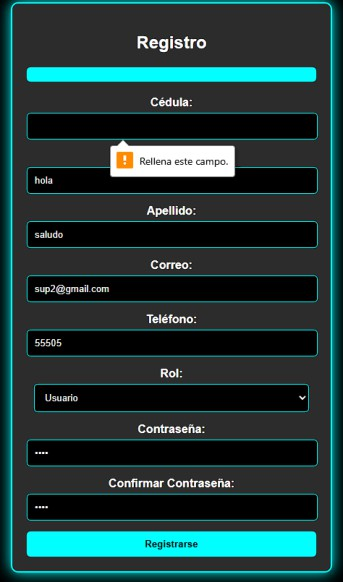 Registro
Cédula:
Rellena este campo.
hola
Apellido:
saludo
Correo:
sup2@gmail.com
Teléfono:
55505
Rol:
Usuario
Contraseña:
····
Confirmar Contraseña:
····
Registrarse